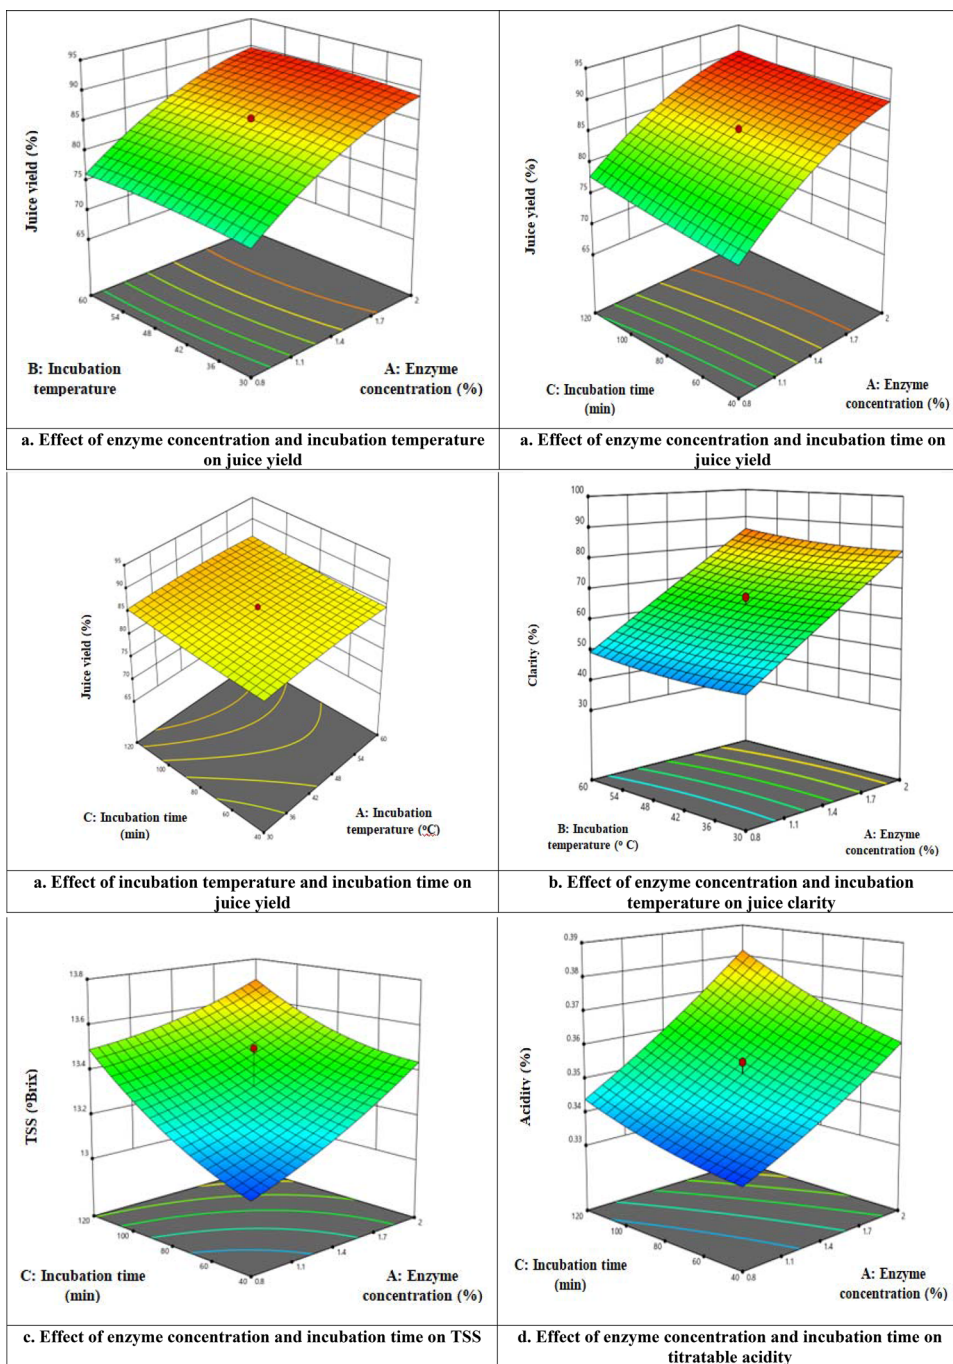 95
90
85
80
75
70
65
Juice yield (%)
60
54
48
42
36
30
0.8
1.1
1.4
1.7
2
B: Incubation
temperature
A: Enzyme
concentration (%)
a. Effect of enzyme concentration and incubation temperature
on juice yield
95
90
85
80
75
70
65
Juice yield (%)
120
100
80
60
40
0.8
1.1
1.4
1.7
2
C: Incubation time
(min)
A: Enzyme
concentration (%)
a. Effect of enzyme concentration and incubation time on
juice yield
95
90
85
80
75
70
65
Juice yield (%)
120
100
80
60
40
30
36
42
48
54
60
C: Incubation time
(min)
A: Incubation
temperature (°C)
a. Effect of incubation temperature and incubation time on
juice yield
100
90
80
70
60
50
40
30
Clarity (%)
60
54
48
42
36
30
0.8
1.1
1.4
1.7
2
B: Incubation
temperature (° C)
A: Enzyme
concentration (%)
b. Effect of enzyme concentration and incubation
temperature on juice clarity
13.8
13.6
13.4
13.2
13
TSS (°Brix)
120
100
80
60
40
0.8
1.1
1.4
1.7
2
C: Incubation time
(min)
A: Enzyme
concentration (%)
c. Effect of enzyme concentration and incubation time on TSS
0.39
0.38
0.37
0.36
0.35
0.34
0.33
Acidity (%)
120
100
80
60
40
0.8
1.1
1.4
1.7
2
C: Incubation time
(min)
A: Enzyme
concentration (%)
d. Effect of enzyme concentration and incubation time on
titratable acidity